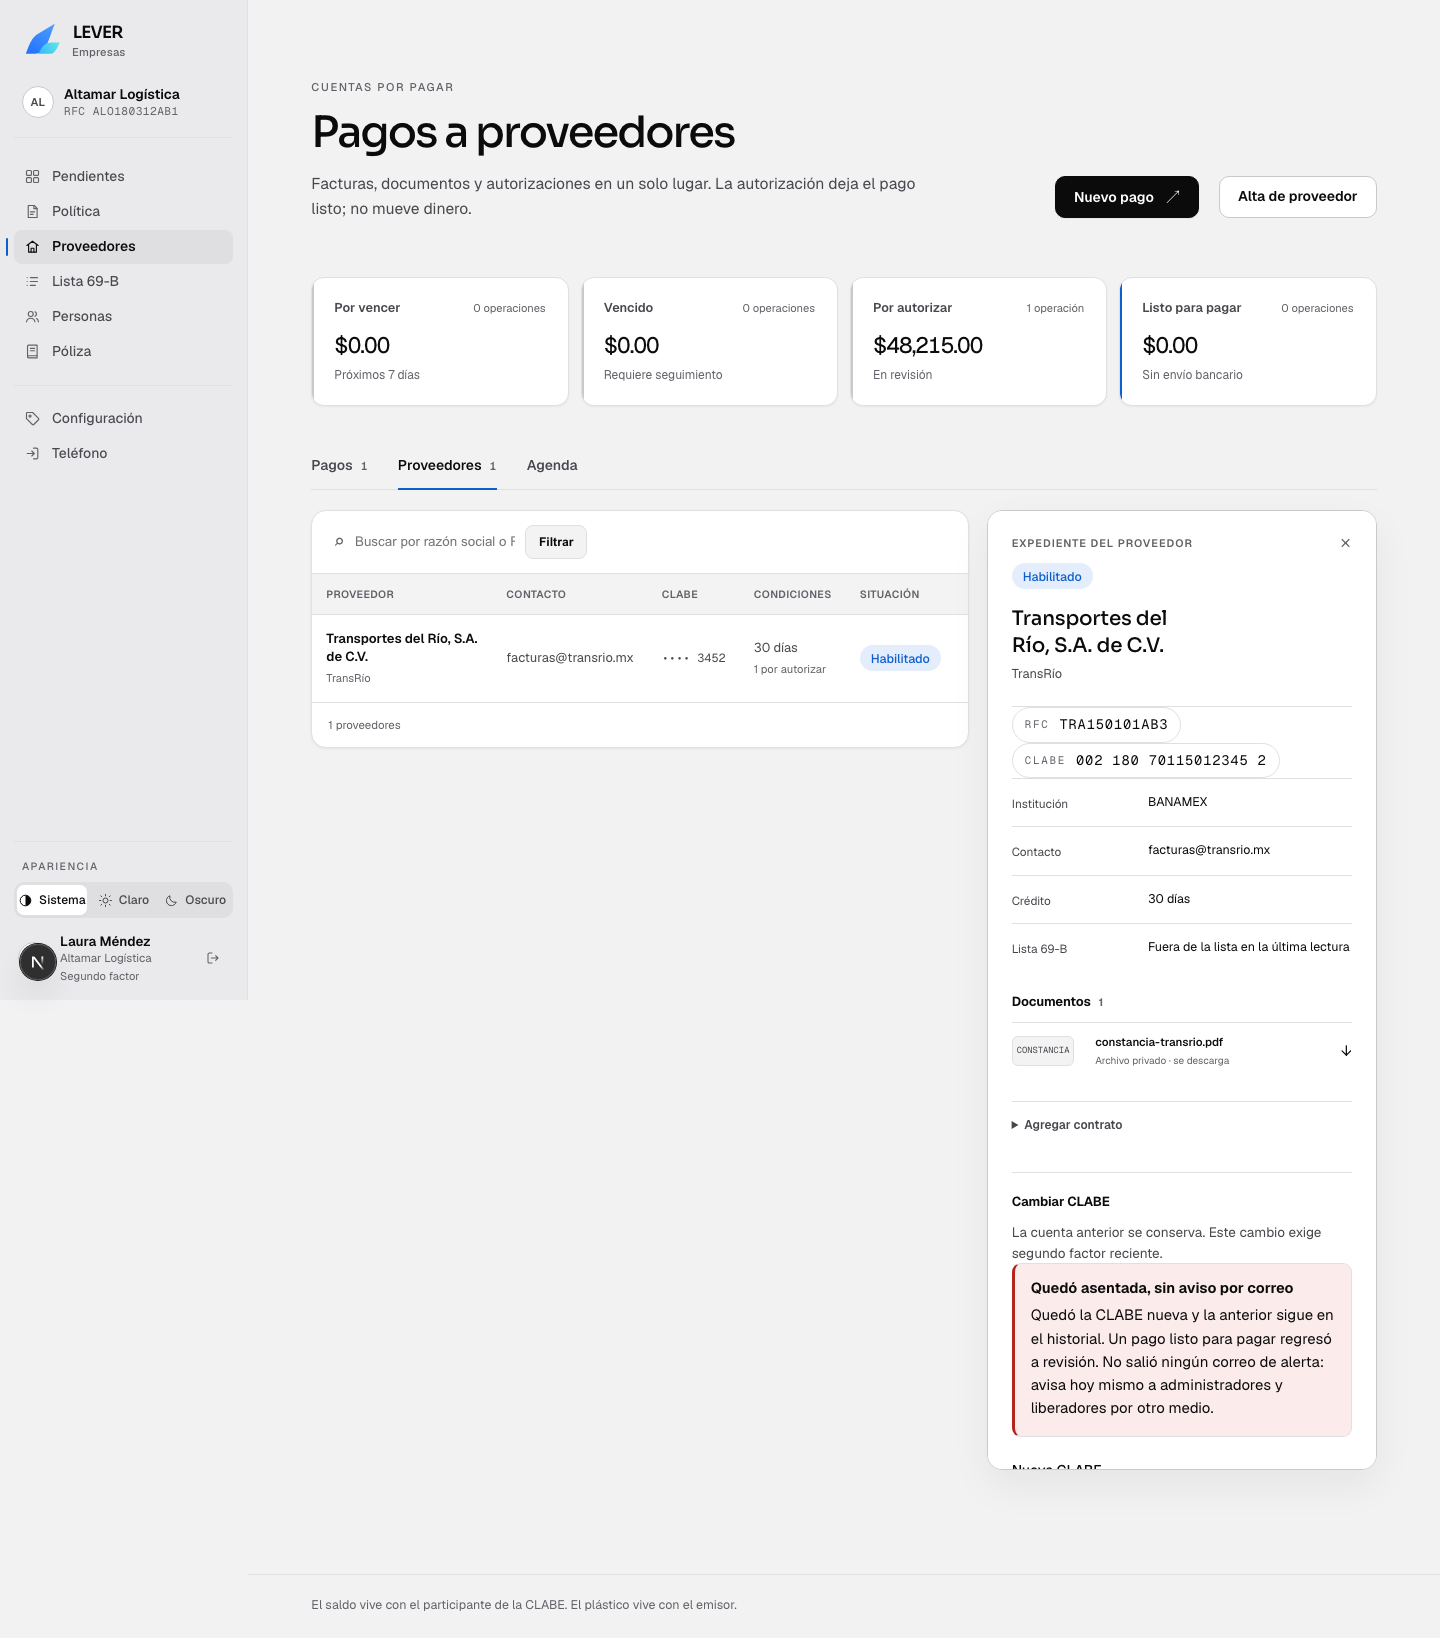 LEVER
Empresas
AL
Altamar Logística
RFC ALO180312AB1
Pendientes
Política
Proveedores
Lista 69-B
Personas
Póliza
Configuración
Teléfono
APARIENCIA
Sistema
Claro
Oscuro
N
Laura Méndez
Altamar Logística
Segundo factor
CUENTAS POR PAGAR
Pagos a proveedores
Facturas, documentos y autorizaciones en un solo lugar. La autorización deja el pago
listo; no mueve dinero.
Nuevo pago
Alta de proveedor
Por vencer
0 operaciones
$0.00
Próximos 7 días
Vencido
0 operaciones
$0.00
Requiere seguimiento
Por autorizar
1 operación
$48,215.00
En revisión
Listo para pagar
0 operaciones
$0.00
Sin envío bancario
Pagos 1
Proveedores 1
Agenda
Buscar por razón social o
Filtrar
PROVEEDOR CONTACTO CLABE CONDICIONES SITUACIÓN
Transportes del Río, S.A.
de C.V.
TransRío
facturas@transrio.mx
•••• 3452
30 días
1 por autorizar
Habilitado
1 proveedores
EXPEDIENTE DEL PROVEEDOR
Habilitado
Transportes del
Río, S.A. de C.V.
TransRío
RFC TRA150101AB3
CLABE 002 180 70115012345 2
Institución BANAMEX
Contacto facturas@transrio.mx
Crédito 30 días
Lista 69-B Fuera de la lista en la última lectura
Documentos 1
CONSTANCIA
constancia-transrio.pdf
Archivo privado · se descarga
Agregar contrato
Cambiar CLABE
La cuenta anterior se conserva. Este cambio exige
segundo factor reciente.
Quedó asentada, sin aviso por correo
Quedó la CLABE nueva y la anterior sigue en
el historial. Un pago listo para pagar regresó
a revisión. No salió ningún correo de alerta:
avisa hoy mismo a administradores y
liberadores por otro medio.
Nueva CLABE
El saldo vive con el participante de la CLABE. El plástico vive con el emisor.